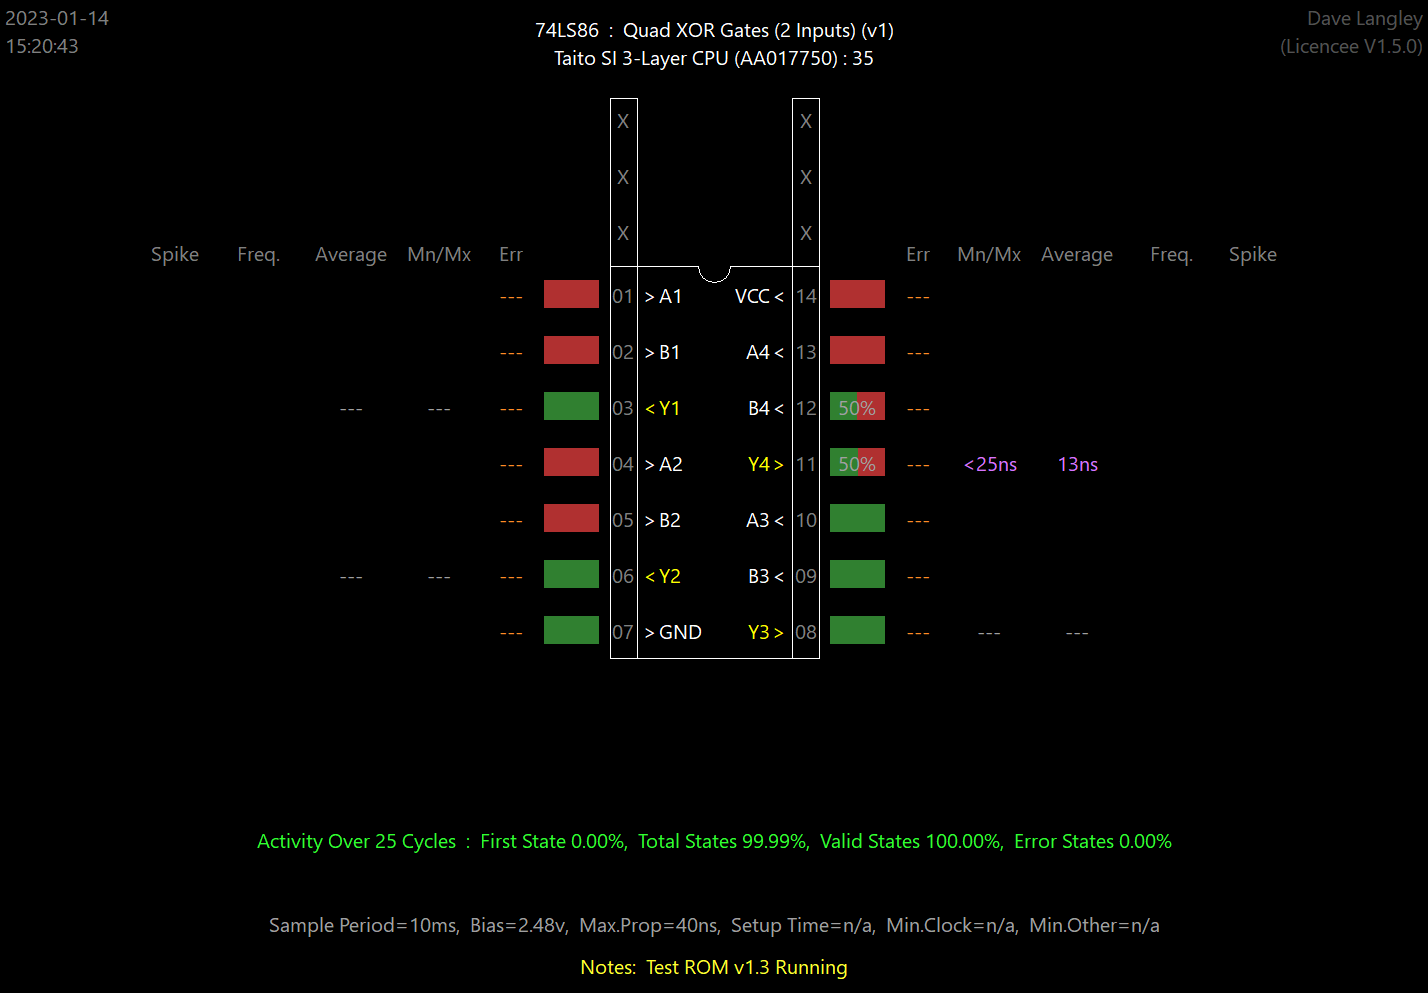 2023-01-14
15:20:43
74LS86 : Quad XOR Gates (2 Inputs) (v1)
Taito SI 3-Layer CPU (AA017750) : 35
Dave Langley
(Licencee V1.5.0)
X X
X X
X X
Spike Freq. Average Mn/Mx Err Err Mn/Mx Average Freq. Spike
--- 01 > A1 VCC < 14 ---
--- 02 > B1 A4 < 13 ---
--- --- --- 03 < Y1 B4 < 12 50% ---
--- 04 > A2 Y4 > 11 50% --- <25ns 13ns
--- 05 > B2 A3 < 10 ---
--- --- --- 06 < Y2 B3 < 09 ---
--- 07 > GND Y3 > 08 --- --- ---
Activity Over 25 Cycles : First State 0.00%, Total States 99.99%, Valid States 100.00%, Error States 0.00%
Sample Period=10ms, Bias=2.48v, Max.Prop=40ns, Setup Time=n/a, Min.Clock=n/a, Min.Other=n/a
Notes: Test ROM v1.3 Running